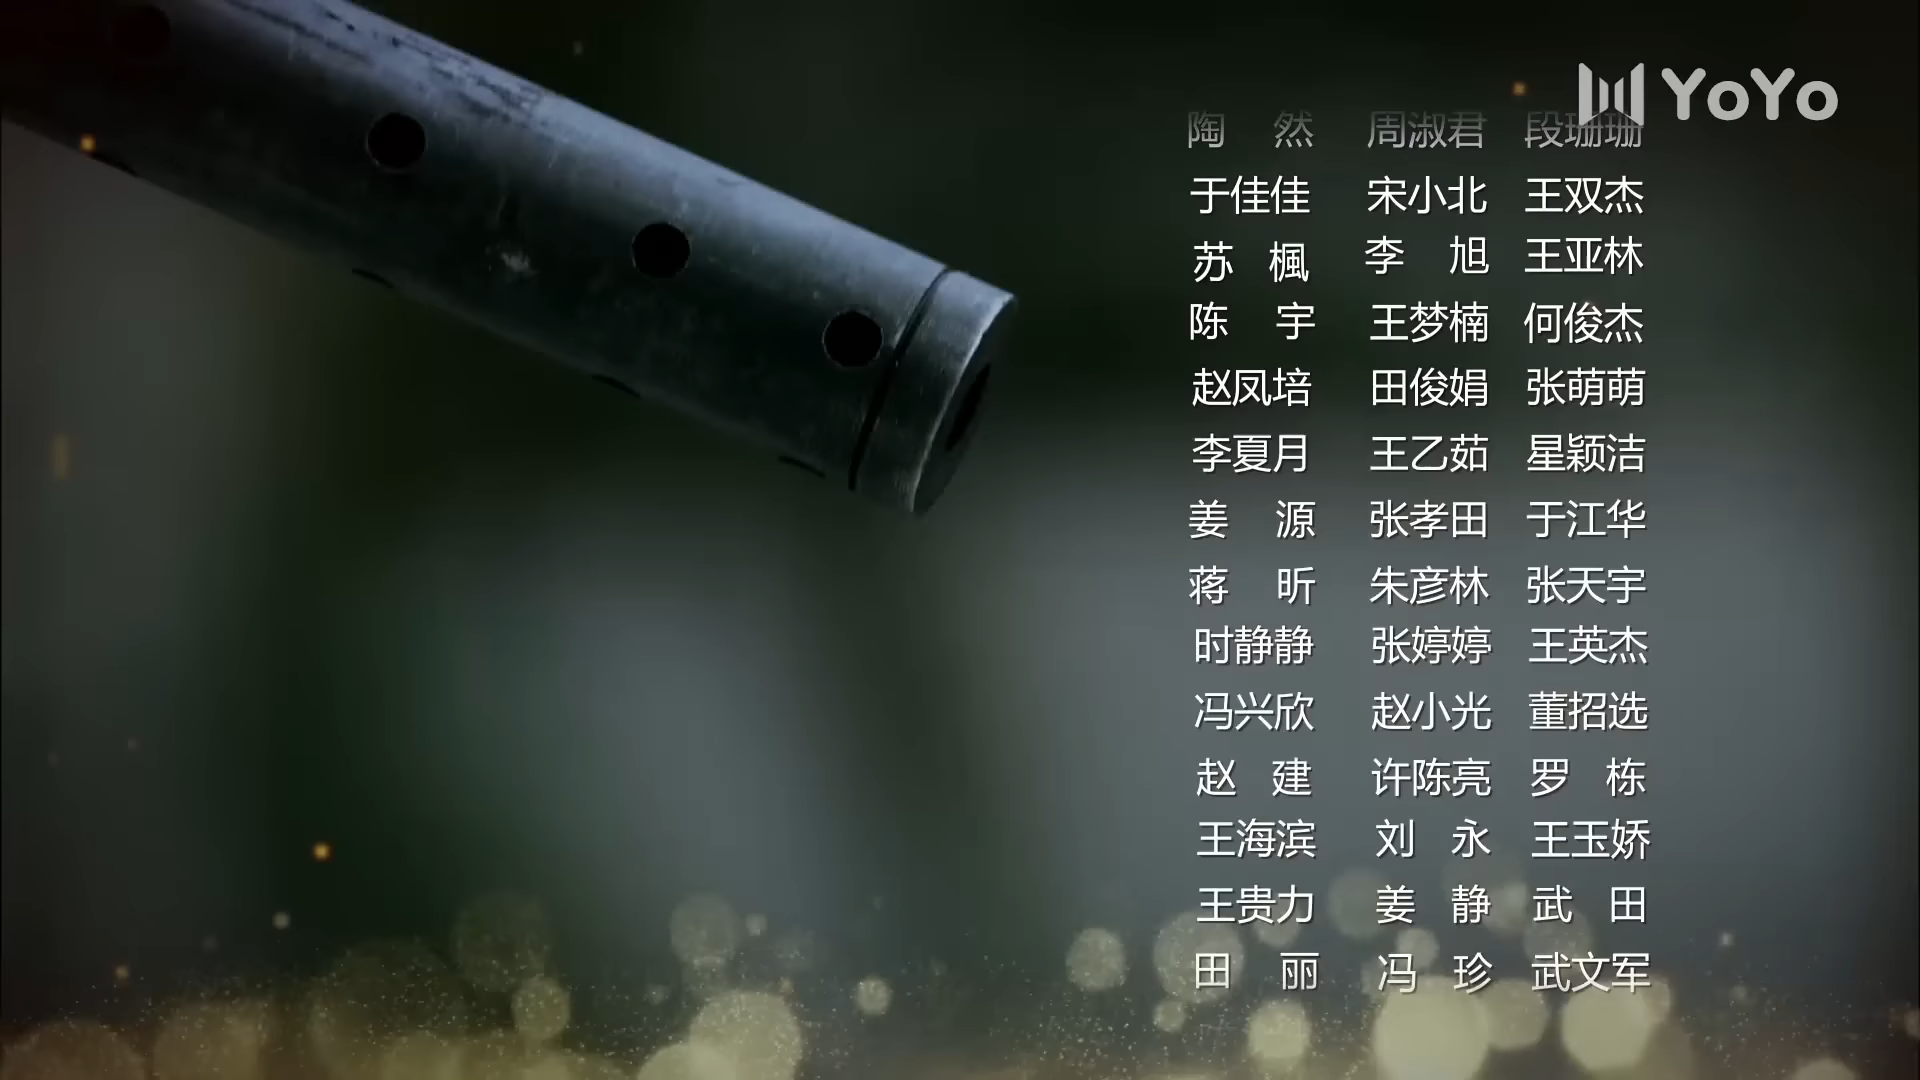 YoYo
陶 然 周淑君 段珊珊
于佳佳 宋小北 王双杰
苏 楓 李 旭 王亚林
陈 宇 王梦楠 何俊杰
赵凤培 田俊娟 张萌萌
李夏月 王乙茹 星颖洁
姜 源 张孝田 于江华
蒋 昕 朱彦林 张天宇
时静静 张婷婷 王英杰
冯兴欣 赵小光 董招选
赵 建 许陈亮 罗 栋
王海滨 刘 永 王玉娇
王贵力 姜 静 武 田
田 丽 冯 珍 武文军